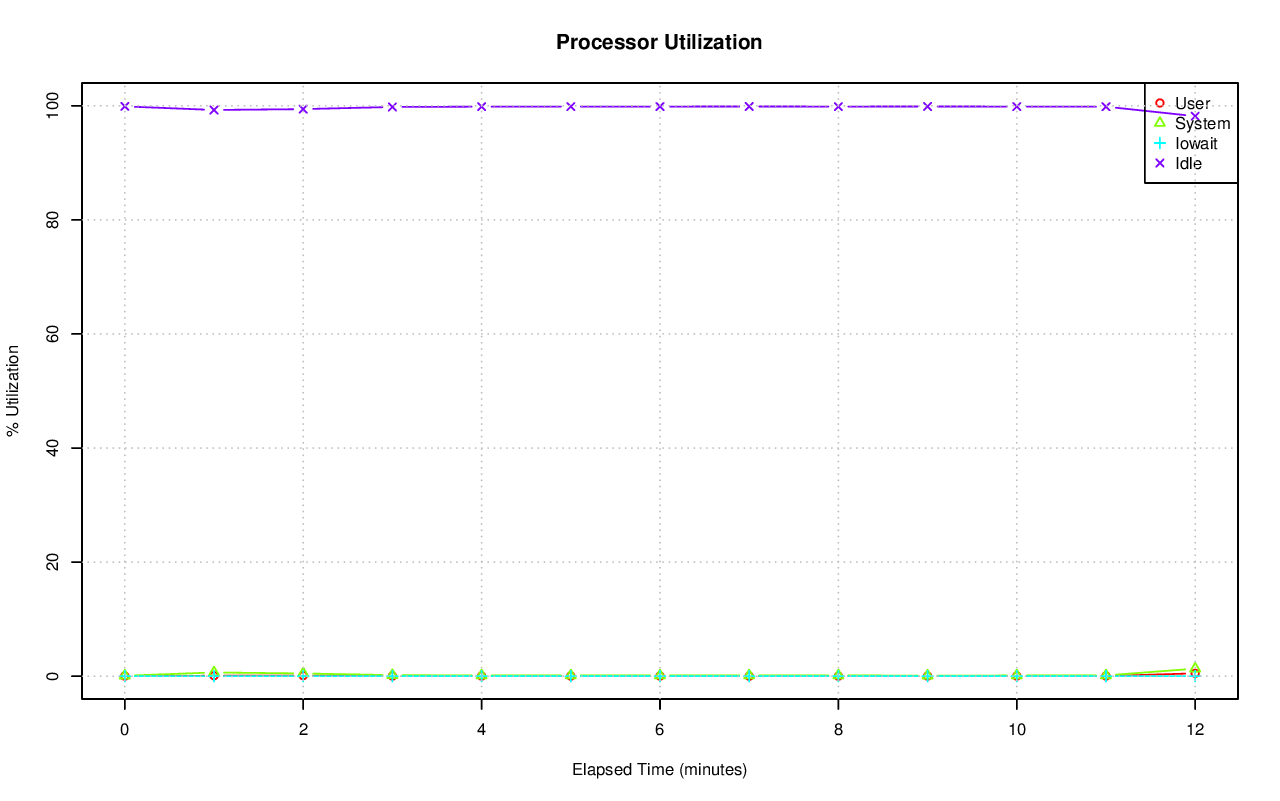 Processor Utilization
100
80
60
40
20
0
% Utilization
User
System
Iowait
Idle
0 2 4 6 8 10 12
Elapsed Time (minutes)